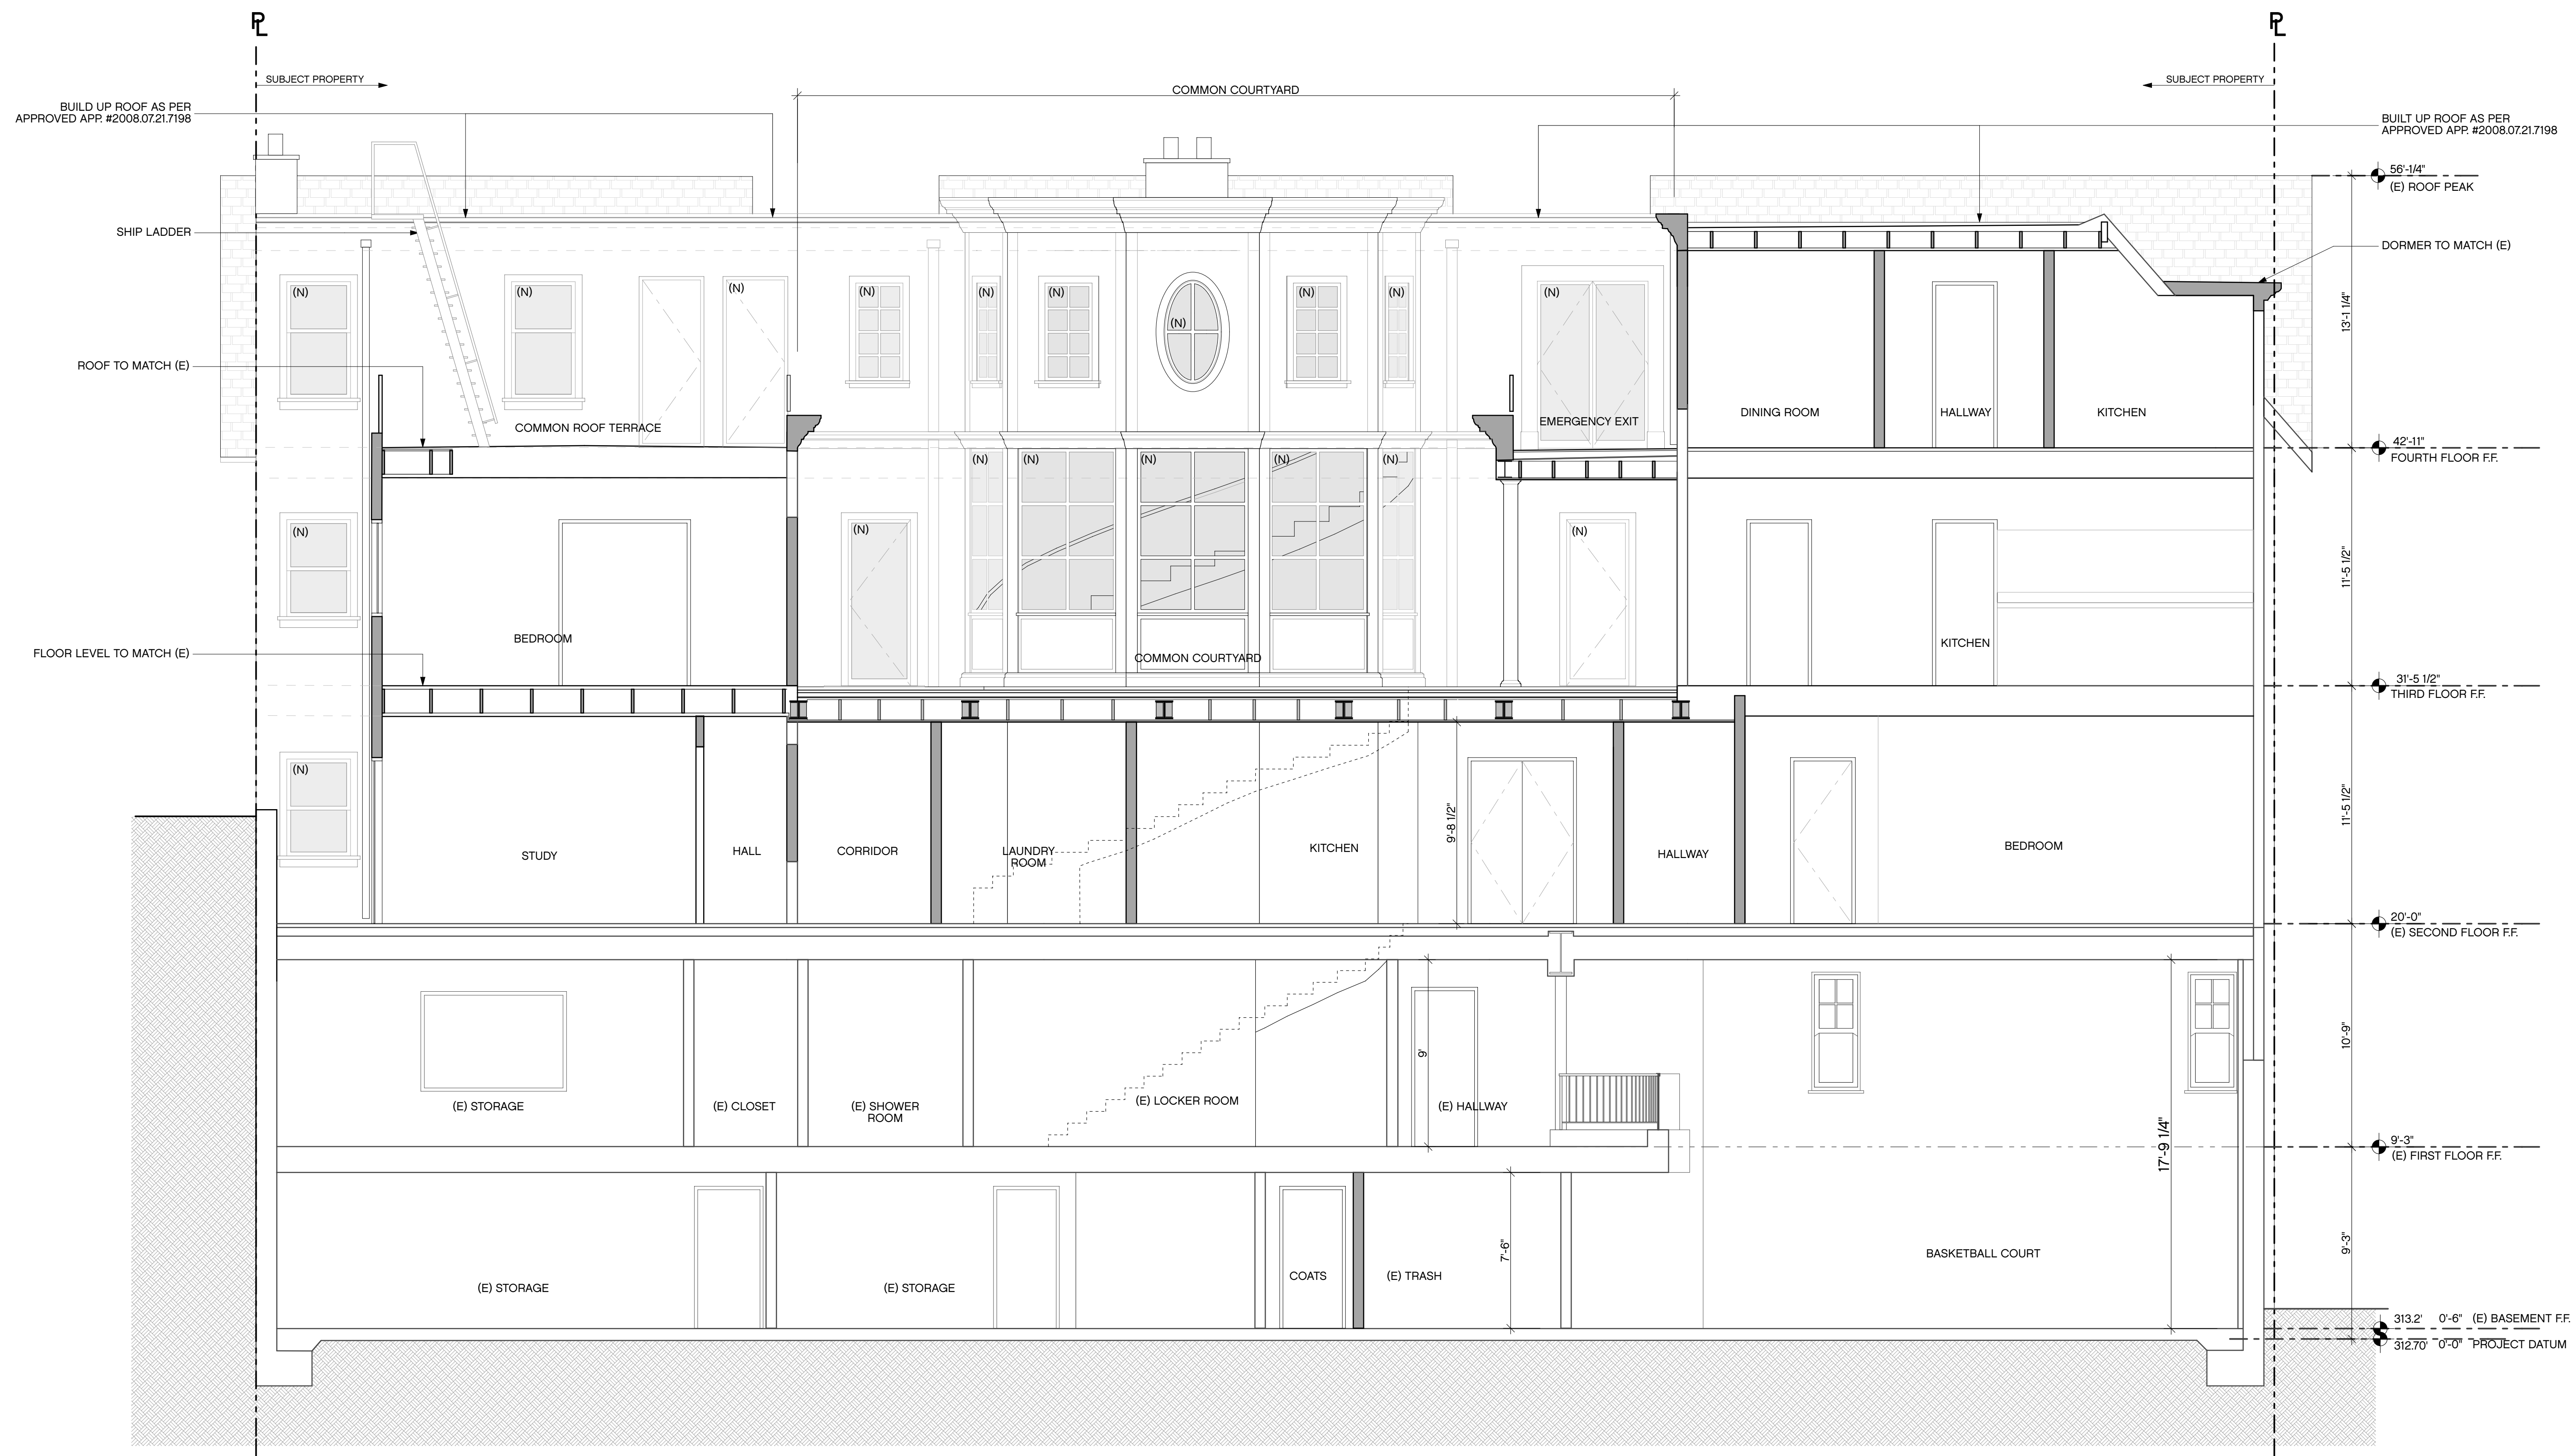 PL
PL
SUBJECT PROPERTY
SUBJECT PROPERTY
COMMON COURTYARD
BUILD UP ROOF AS PER
APPROVED APP. #2008.07.21.7198
BUILT UP ROOF AS PER
APPROVED APP. #2008.07.21.7198
56'-1/4"
(E) ROOF PEAK
SHIP LADDER
DORMER TO MATCH (E)
(N)
(N)
(N)
(N)
(N)
(N)
(N)
(N)
(N)
(N)
13'-1 1/4"
ROOF TO MATCH (E)
COMMON ROOF TERRACE
EMERGENCY EXIT
DINING ROOM
HALLWAY
KITCHEN
42'-11"
FOURTH FLOOR F.F.
(N)
(N)
(N)
(N)
(N)
(N)
(N)
(N)
11'-5 1/2"
BEDROOM
KITCHEN
FLOOR LEVEL TO MATCH (E)
COMMON COURTYARD
31'-5 1/2"
THIRD FLOOR F.F.
(N)
9'-8 1/2"
11'-5 1/2"
STUDY
HALL
CORRIDOR
LAUNDRY
ROOM
KITCHEN
HALLWAY
BEDROOM
20'-0"
(E) SECOND FLOOR F.F.
9'
10'-9"
(E) STORAGE
(E) CLOSET
(E) SHOWER
ROOM
(E) LOCKER ROOM
(E) HALLWAY
17'-9 1/4"
9'-3"
(E) FIRST FLOOR F.F.
7'-6"
9'-3"
(E) STORAGE
(E) STORAGE
COATS
(E) TRASH
BASKETBALL COURT
313.2' 0'-6" (E) BASEMENT F.F.
312.70' 0'-0" PROJECT DATUM